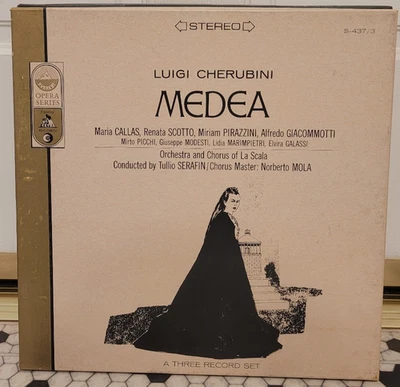 STEREO
S-437/3
OPERA
SERIES
LUIGI CHERUBINI
MEDEA
Maria CALLAS, Renata SCOTTO, Miriam PIRAZZINI, Alfredo GIACOMMOTTI
Mirto PICCHI, Giuseppe MODESTI, Lidia MARIMPIETRI, Elvira GALASSI
Orchestra and Chorus of La Scala
Conducted by Tullio SERAFIN/Chorus Master: Norberto MOLA
A THREE RECORD SET